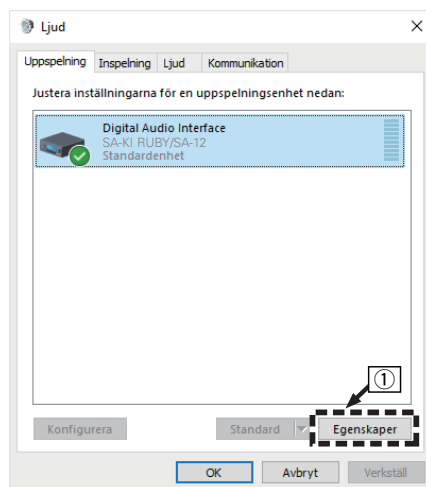 Ljud
Uppspelning Inspelning Ljud Kommunikation
Justera inställningarna för en uppspelningsenhet nedan:
Digital Audio Interface
SA-KI RUBY/SA-12
Standardenhet
①
Konfigurera Standard Egenskaper
OK Avbryt Verkställ